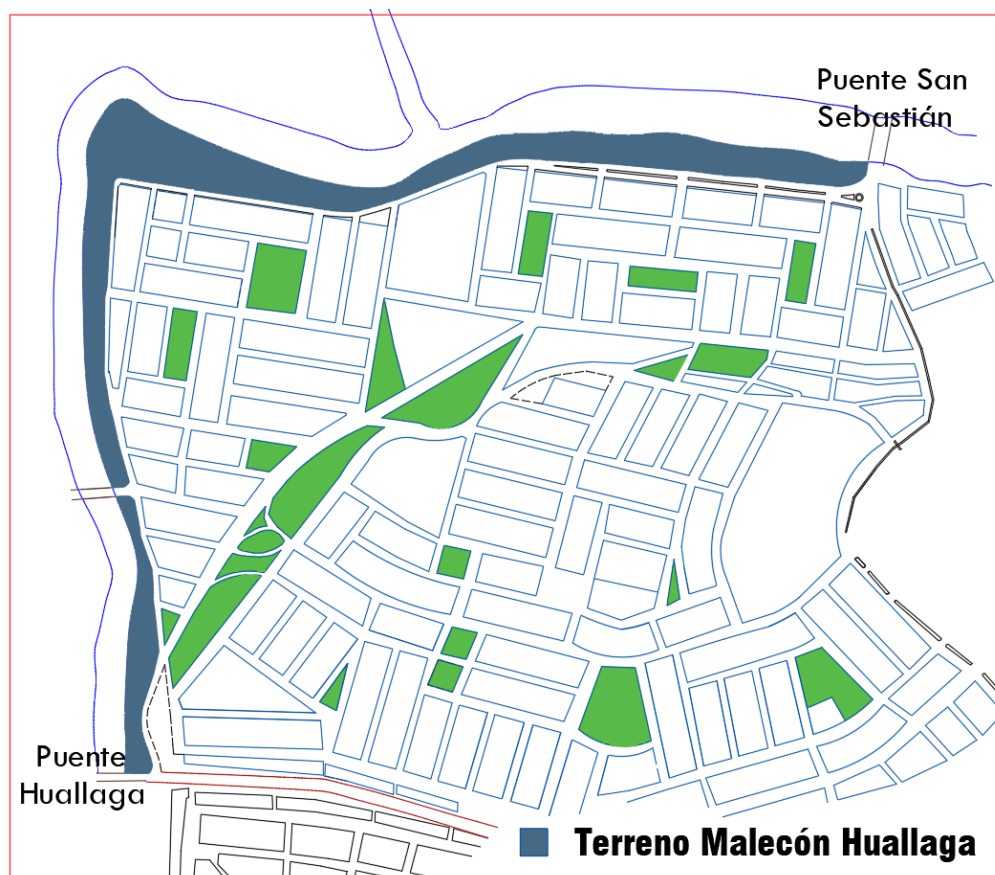 Puente San
Sebastián
Puente
Huallaga
Terreno Malecón Huallaga